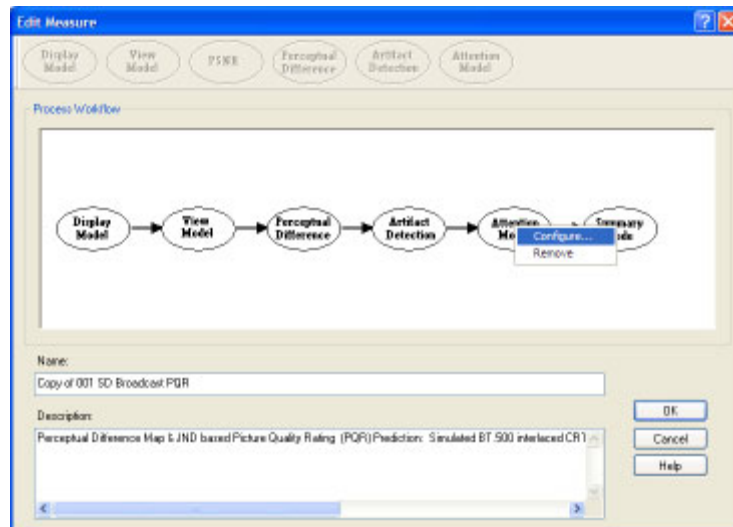 Edit Measure
Display Model
View Model
PSNR
Perceptual Difference
Artifact Detection
Attention Model
Process Workflow
Display Model
View Model
Perceptual Difference
Artifact Detection
Attention
Summary
Configure...
Remove
Name:
Copy of 001 SD Broadcast PQR
Description:
Perceptual Difference Map & JND based Picture Quality Rating (PQR) Prediction: Simulated BT.500 interlaced CRT
OK
Cancel
Help